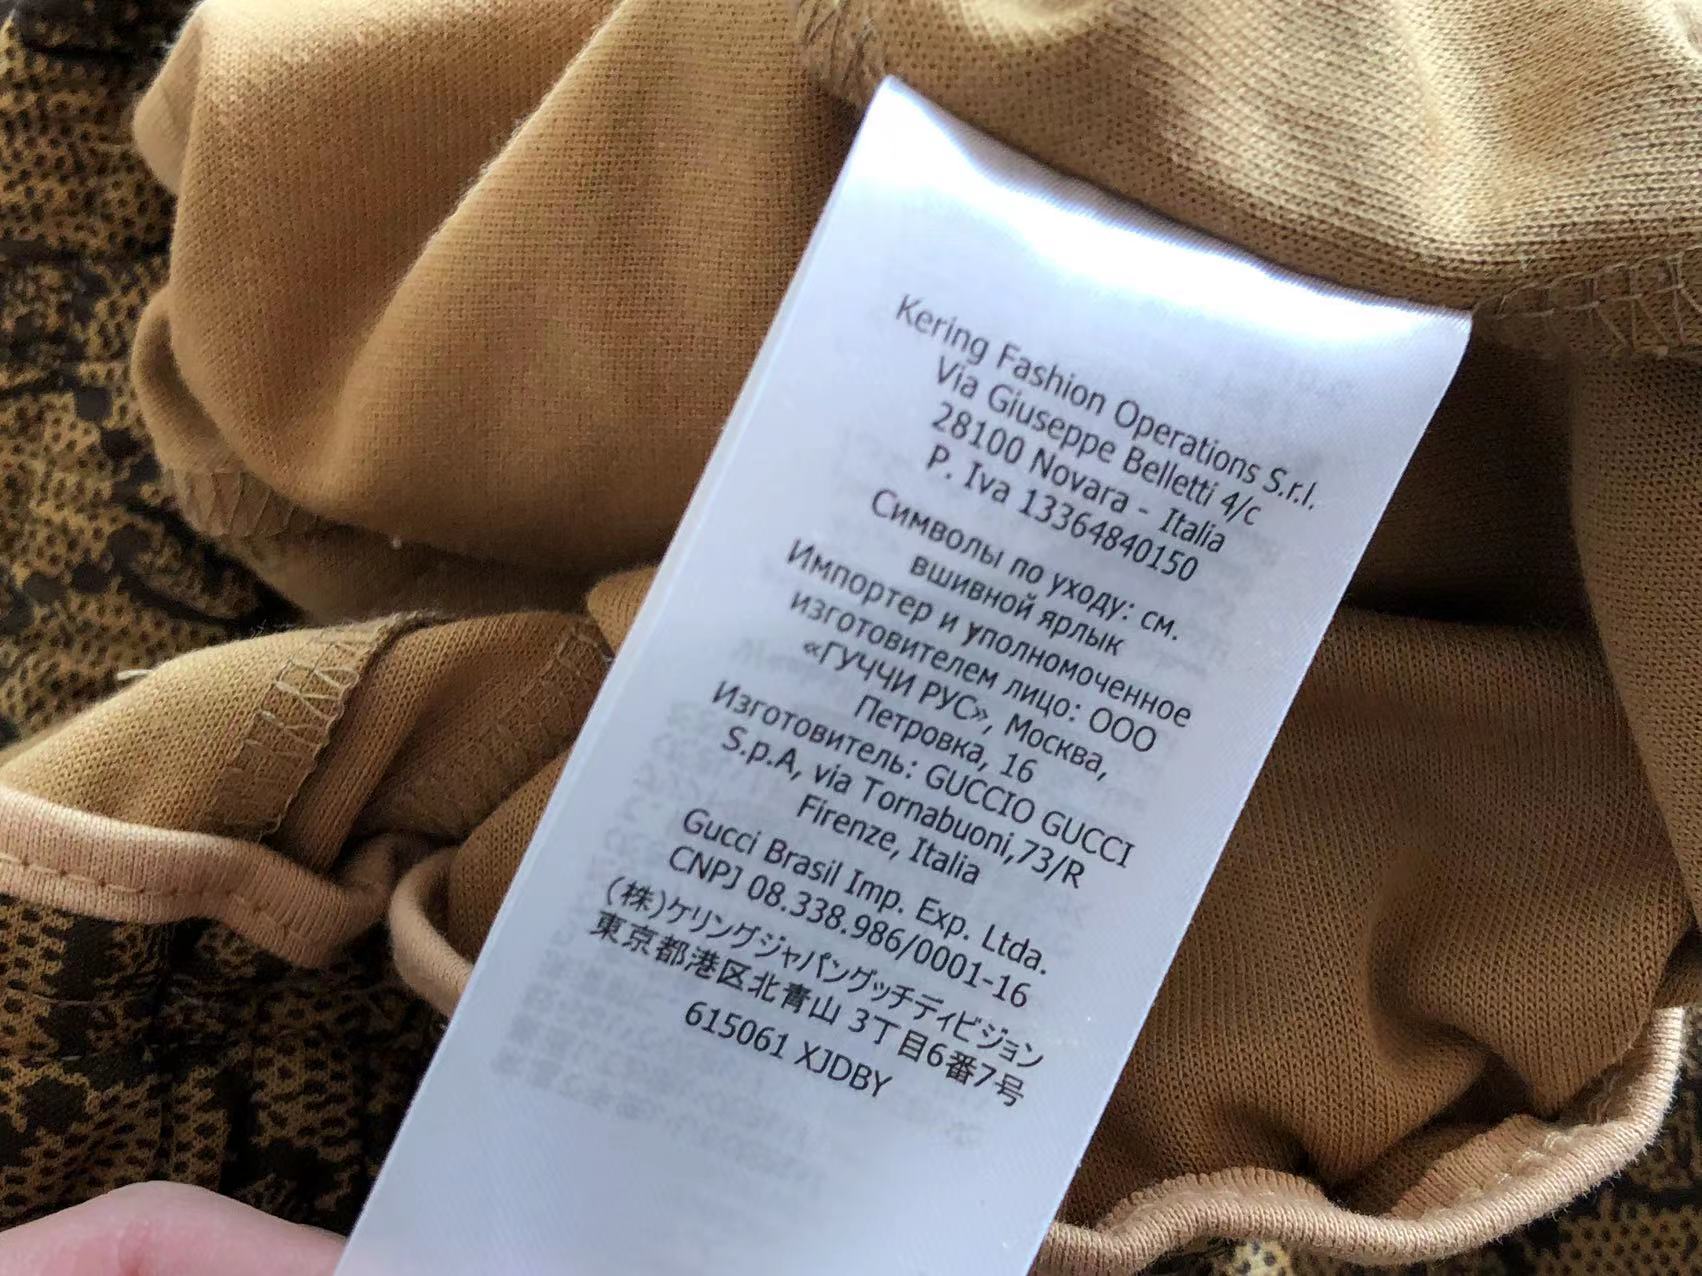 Kering Fashion Operations S.r.l.
Via Giuseppe Belletti 4/c
28100 Novara - Italia
P. Iva 13364840150
Символы по уходу: см.
вшивной ярлык
Импортер и уполномоченное
изготовителем лицо: ООО
«ГУЧЧИ РУС», Москва,
Петровка, 16
Изготовитель: GUCCIO GUCCI
S.p.A, via Tornabuoni,73/R
Firenze, Italia
Gucci Brasil Imp. Exp. Ltda.
CNPJ 08.338.986/0001-16
(株)ケリングジャパングッチディビジョン
東京都港区北青山 3丁目6番7号
615061 XJDBY